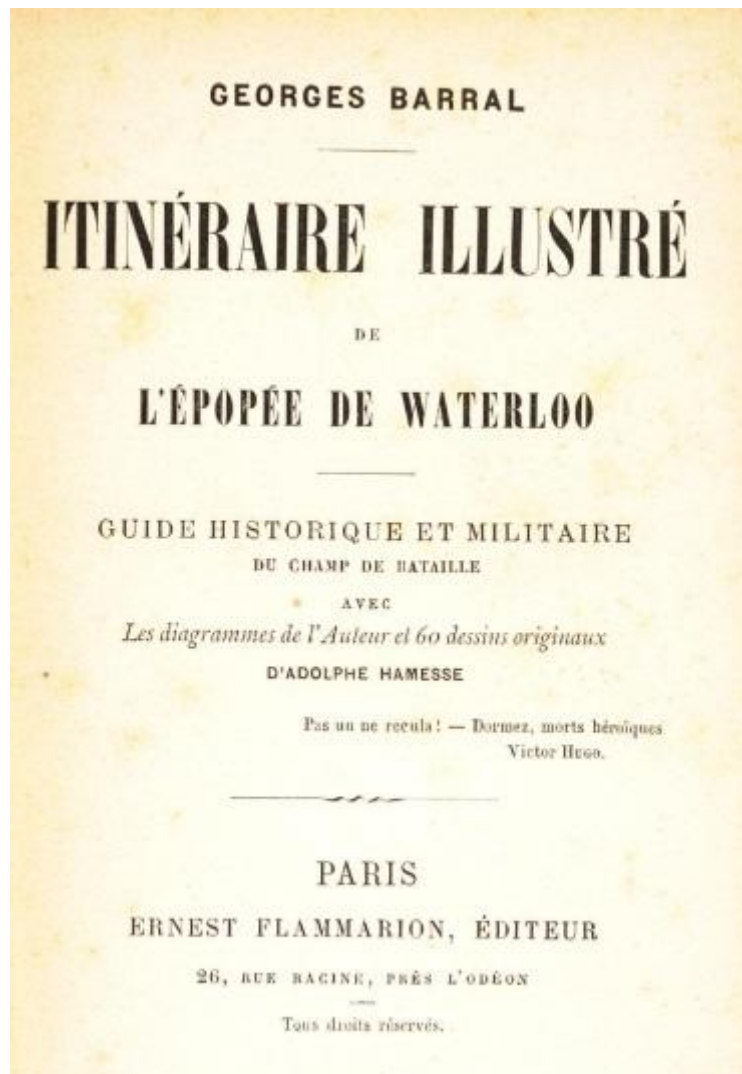 GEORGES BARRAL
ITINÉRAIRE ILLUSTRÉ
DE
L'ÉPOPÉE DE WATERLOO
GUIDE HISTORIQUE ET MILITAIRE
DU CHAMP DE BATAILLE
AVEC
Les diagrammes de l'Auteur et 60 dessins originaux
D'ADOLPHE HAMESSE
Pas un ne recula! — Dormez, morts héroïques
Victor HUGO.
PARIS
ERNEST FLAMMARION, ÉDITEUR
26, RUE RACINE, PRÈS L'ODÉON
Tous droits réservés.